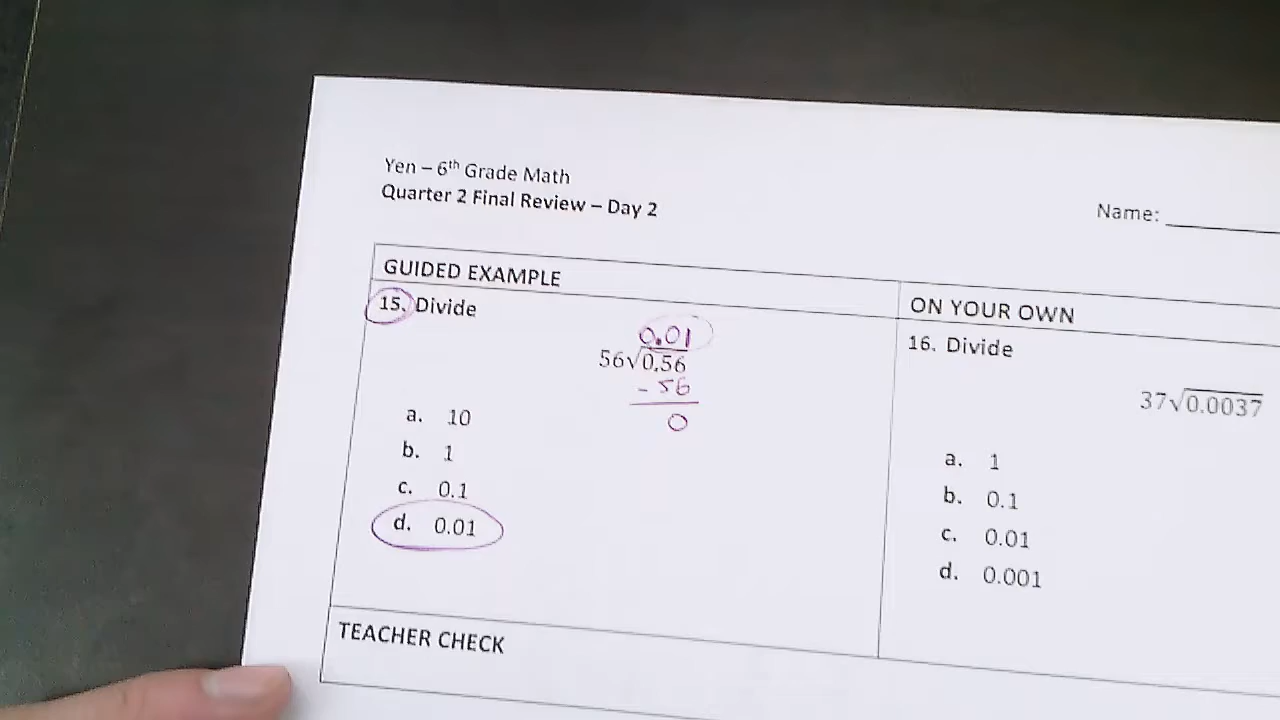 Yen – 6th Grade Math
Quarter 2 Final Review – Day 2
Name: ________
GUIDED EXAMPLE
15. Divide
0.01
56√0.56
- 56
0
a. 10
b. 1
c. 0.1
d. 0.01
TEACHER CHECK
ON YOUR OWN
16. Divide
37√0.0037
a. 1
b. 0.1
c. 0.01
d. 0.001